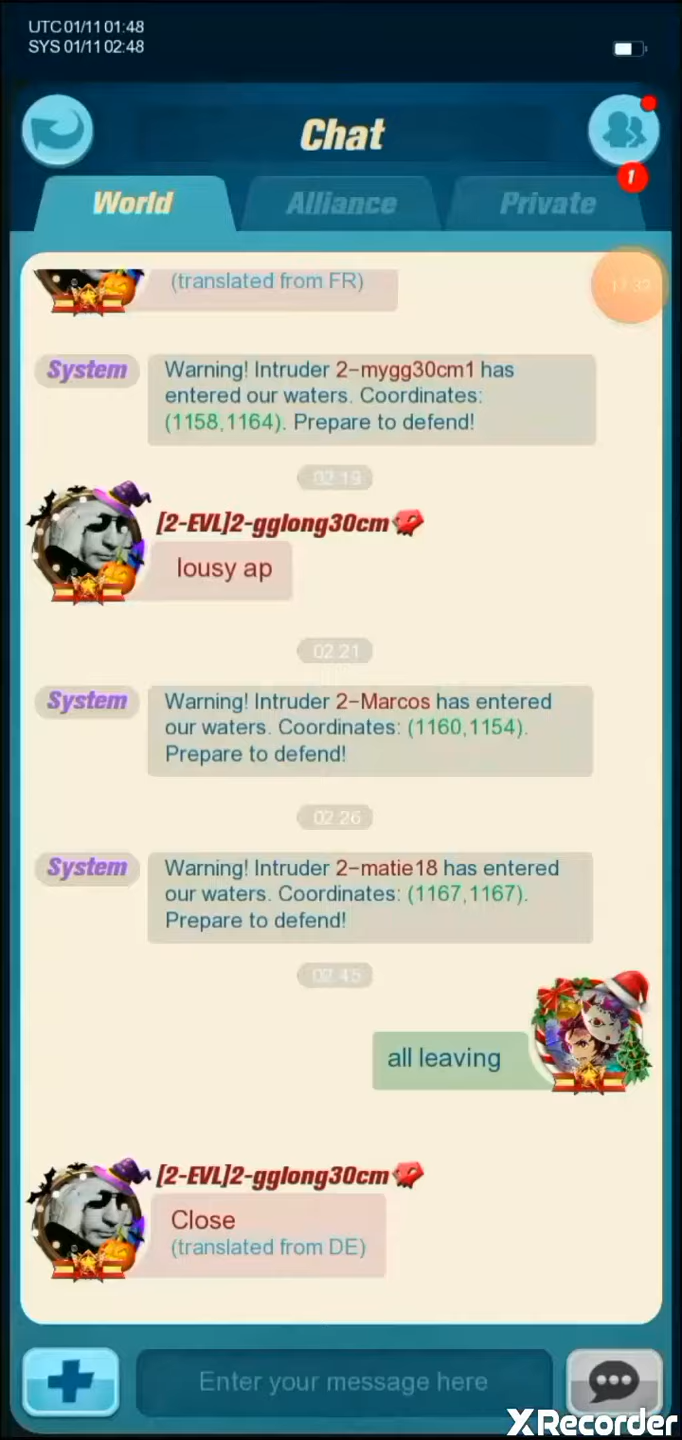 UTC 01/11 01:48
SYS 01/11 02:48
Chat
1
World
Alliance
Private
(translated from FR)
17:32
System
Warning! Intruder 2-mygg30cm1 has
entered our waters. Coordinates:
(1158,1164). Prepare to defend!
02:19
[2-EVL]2-gglong30cm
lousy ap
02:21
System
Warning! Intruder 2-Marcos has entered
our waters. Coordinates: (1160,1154).
Prepare to defend!
02:26
System
Warning! Intruder 2-matie18 has entered
our waters. Coordinates: (1167,1167).
Prepare to defend!
02:45
all leaving
[2-EVL]2-gglong30cm
Close
(translated from DE)
Enter your message here
XRecorder